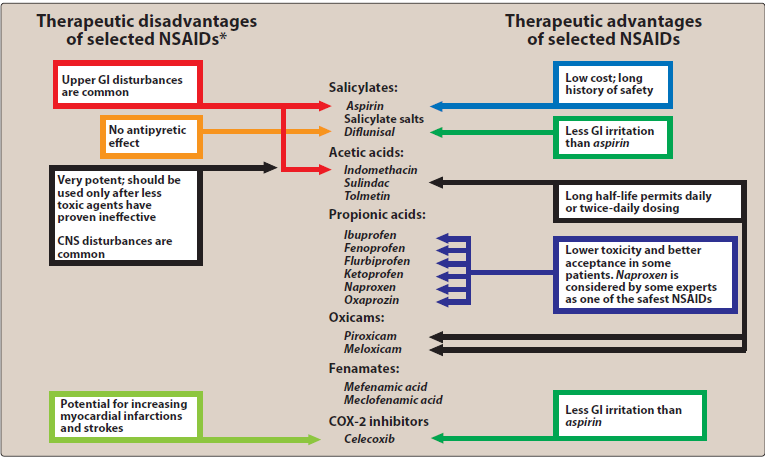 Therapeutic disadvantages
of selected NSAIDs*
Therapeutic advantages
of selected NSAIDs
Upper GI disturbances
are common
No antipyretic
effect
Very potent; should be
used only after less
toxic agents have
proven ineffective
CNS disturbances are
common
Potential for increasing
myocardial infarctions
and strokes
Salicylates:
Aspirin
Salicylate salts
Diflunisal
Acetic acids:
Indomethacin
Sulindac
Tolmetin
Propionic acids:
Ibuprofen
Fenoprofen
Flurbiprofen
Ketoprofen
Naproxen
Oxaprozin
Oxicams:
Piroxicam
Meloxicam
Fenamates:
Mefenamic acid
Meclofenamic acid
COX-2 inhibitors
Celecoxib
Low cost; long
history of safety
Less GI irritation
than aspirin
Long half-life permits daily
or twice-daily dosing
Lower toxicity and better
acceptance in some
patients. Naproxen is
considered by some experts
as one of the safest NSAIDs
Less GI irritation than
aspirin